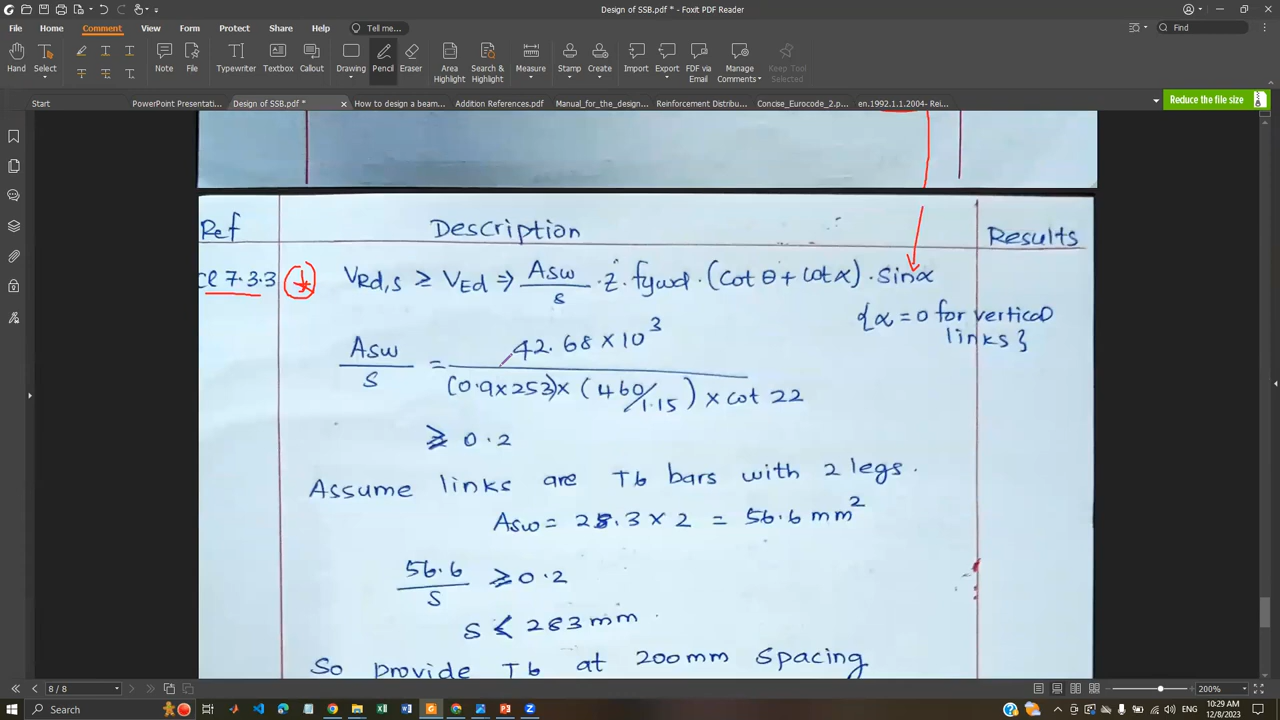 Design of SSB.pdf * - Foxit PDF Reader
File Home Comment View Form Protect Share Help Tell me... Find
Hand Select Note File Typewriter Textbox Callout Drawing Pencil Eraser Area Highlight Search & Highlight Measure Stamp Create Import Export FDF via Email Manage Comments Keep Tool Selected
Start PowerPoint Presentati... Design of SSB.pdf * How to design a beam... Addition References.pdf Manual_for_the_design... Reinforcement Distribu... Concise_Eurocode_2.p... en.1992.1.1.2004- Rei... Reduce the file size
Ref Description Results
Cl 7.3.3 * VRd,s ≥ VEd ⇒ Asw/s · z · fywd · (cot θ + cot α) · sin α
{α = 0 for vertical
links}
Asw/s = 42.68 × 10³ / (0.9×253) × (460/1.15) × cot 22
≥ 0.2
Assume links are T6 bars with 2 legs.
Asw = 28.3 × 2 = 56.6 mm²
56.6/s ≥ 0.2
s < 283 mm
So provide T6 at 200mm spacing
8 / 8 200%
Search ENG 10:29 AM
12/8/2023